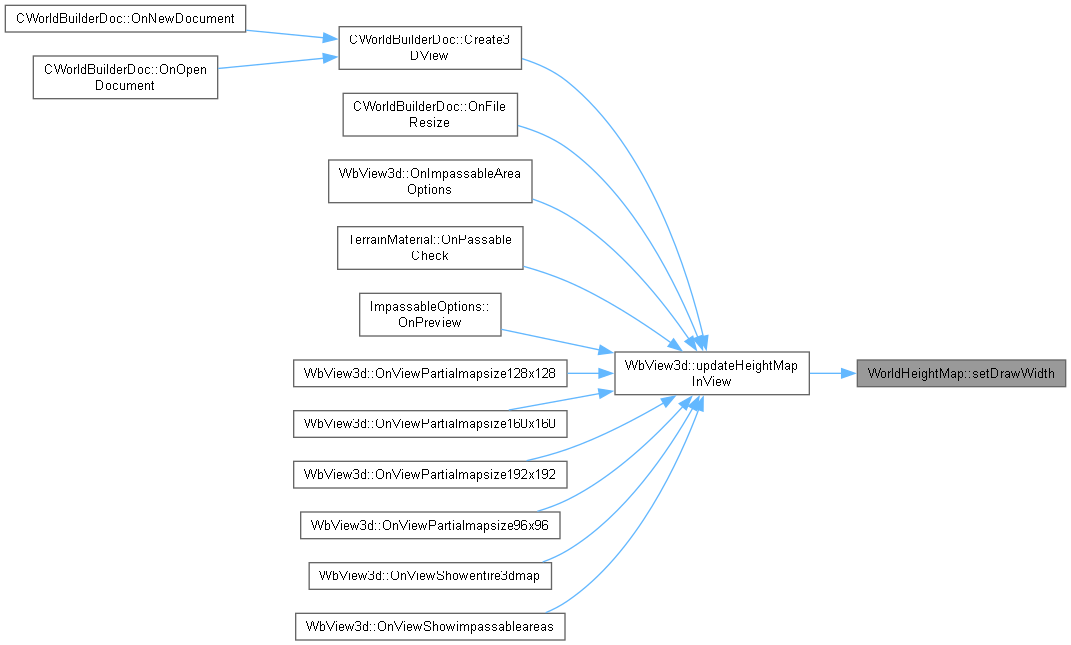 CWorldBuilderDoc::OnNewDocument
CWorldBuilderDoc::OnOpen
Document
CWorldBuilderDoc::Create3
DView
CWorldBuilderDoc::OnFile
Resize
WbView3d::OnImpassableArea
Options
TerrainMaterial::OnPassable
Check
ImpassableOptions::
OnPreview
WbView3d::OnViewPartialmapsize128x128
WbView3d::OnViewPartialmapsize160x160
WbView3d::OnViewPartialmapsize192x192
WbView3d::OnViewPartialmapsize96x96
WbView3d::OnViewShowentire3dmap
WbView3d::OnViewShowimpassableareas
WbView3d::updateHeightMap
InView
WorldHeightMap::setDrawWidth